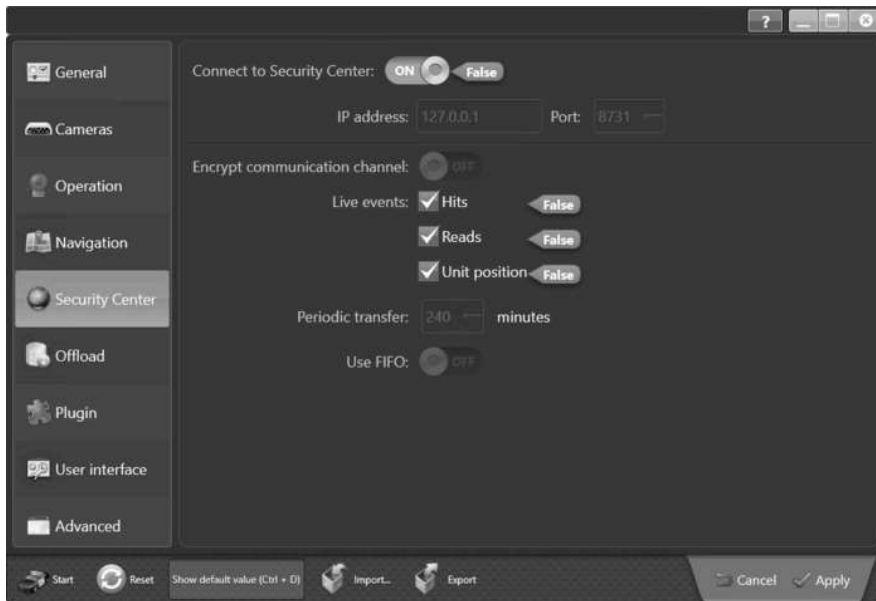 ?
General
Cameras
Operation
Navigation
Security Center
Offload
Plugin
User interface
Advanced
Connect to Security Center: ON False
IP address: 127.0.0.1 Port: 8731
Encrypt communication channel: OFF
Live events: Hits False
Reads False
Unit position False
Periodic transfer: 240 minutes
Use FIFO: OFF
Start Reset Show default value (Ctrl + D) Import... Export Cancel Apply